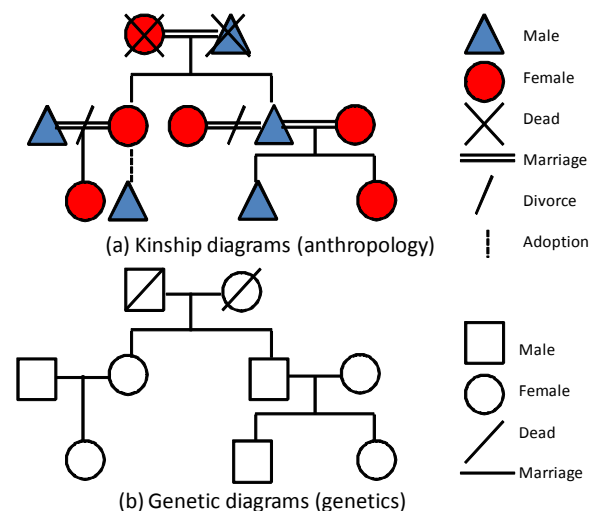 Male
Female
Dead
Marriage
Divorce
Adoption
(a) Kinship diagrams (anthropology)
Male
Female
Dead
Marriage
(b) Genetic diagrams (genetics)